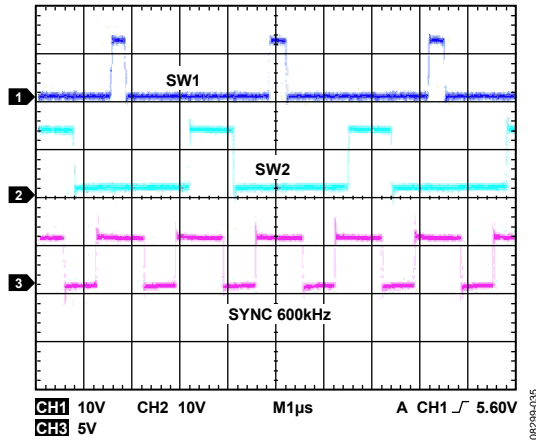 1
SW1
2
SW2
3
SYNC 600kHz
CH1 10V CH2 10V M1µs A CH1 5.60V
CH3 5V
08299-035